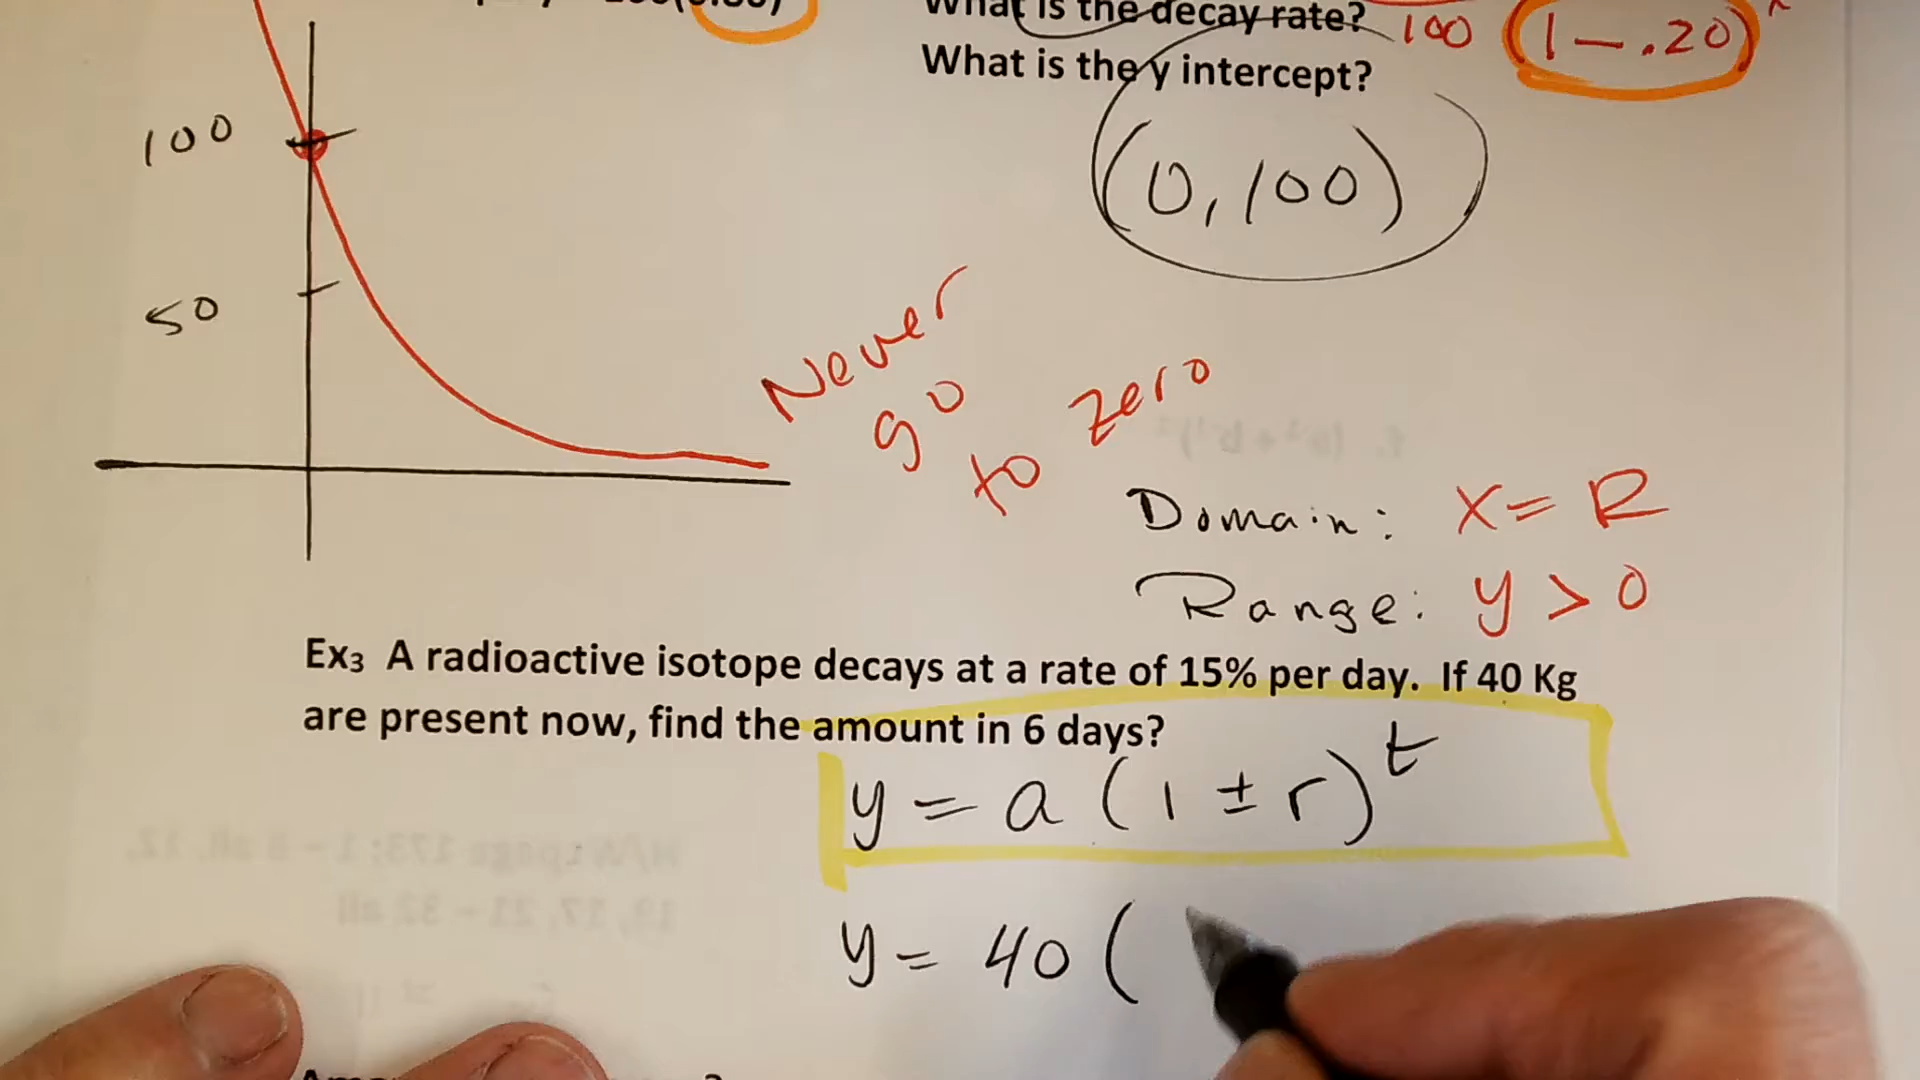 What is the decay rate?
100 (1 - .20)
What is the y intercept?
100
(0, 100)
50
Never
go
to zero
Domain: x = R
Range: y > 0
Ex3 A radioactive isotope decays at a rate of 15% per day. If 40 Kg
are present now, find the amount in 6 days?
y = a (1 ± r)^t
y = 40 (